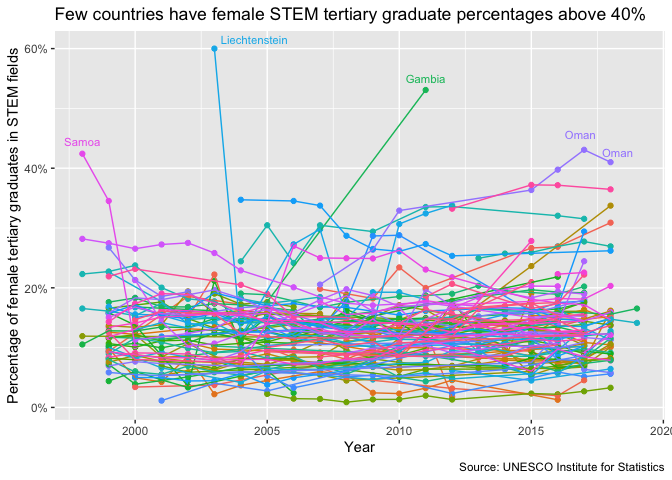 Few countries have female STEM tertiary graduate percentages above 40%
60%
40%
20%
0%
Percentage of female tertiary graduates in STEM fields
Liechtenstein
Gambia
Samoa
Oman
Oman
2000
2005
2010
2015
2020
Year
Source: UNESCO Institute for Statistics